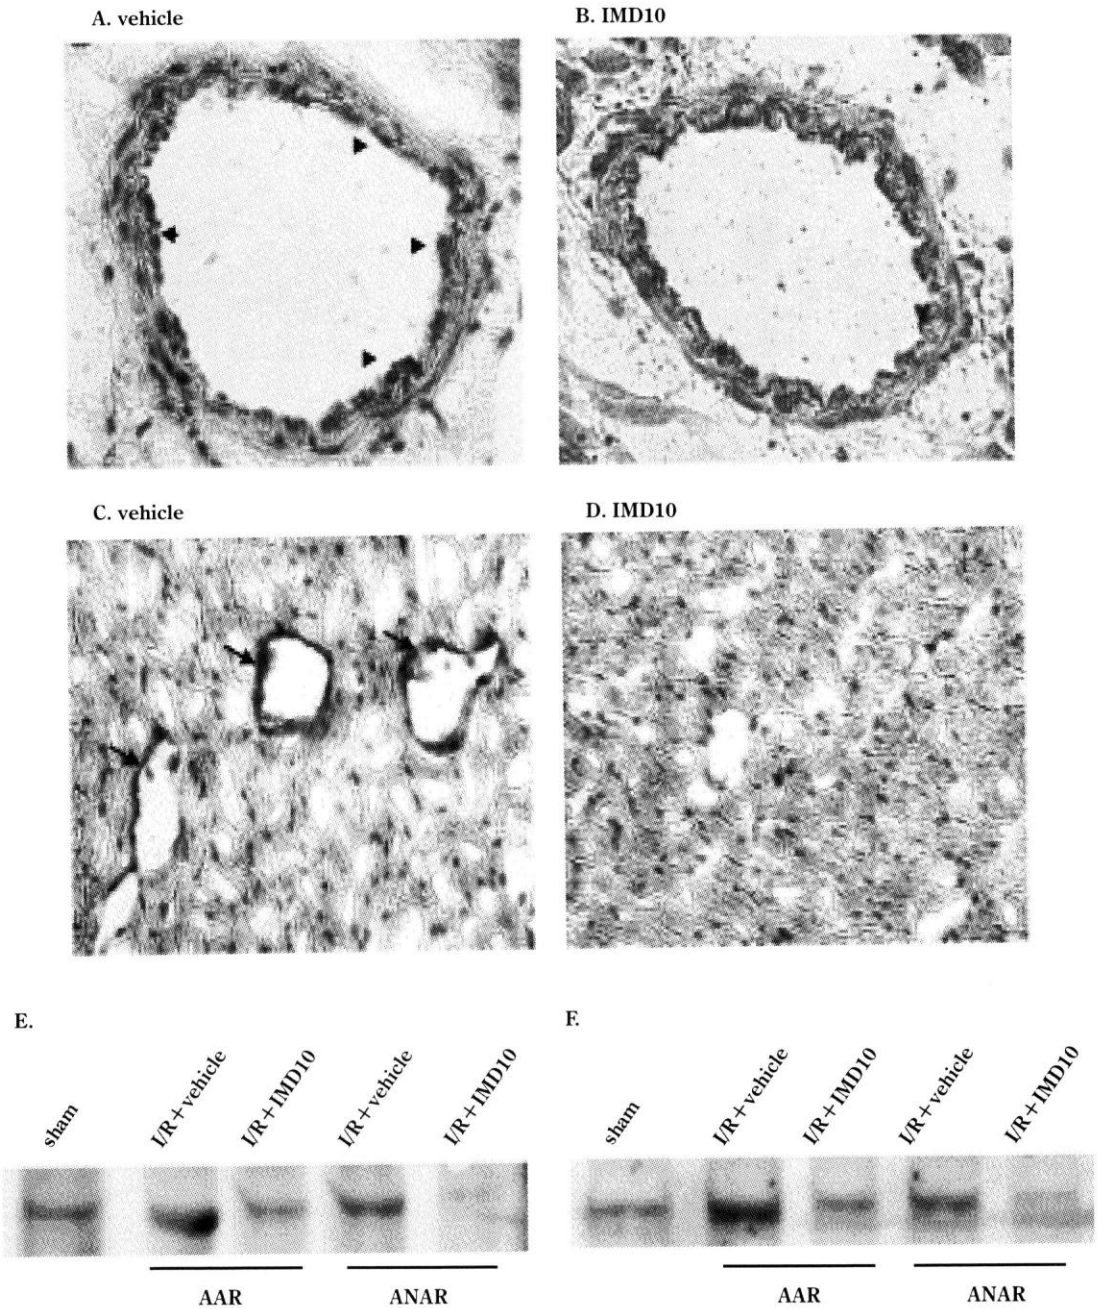 A. vehicle
B. IMD10
C. vehicle
D. IMD10
E.
F.
sham
I/R+vehicle
I/R+IMD10
I/R+vehicle
I/R+IMD10
sham
I/R+vehicle
I/R+IMD10
I/R+vehicle
I/R+IMD10
AAR
ANAR
AAR
ANAR